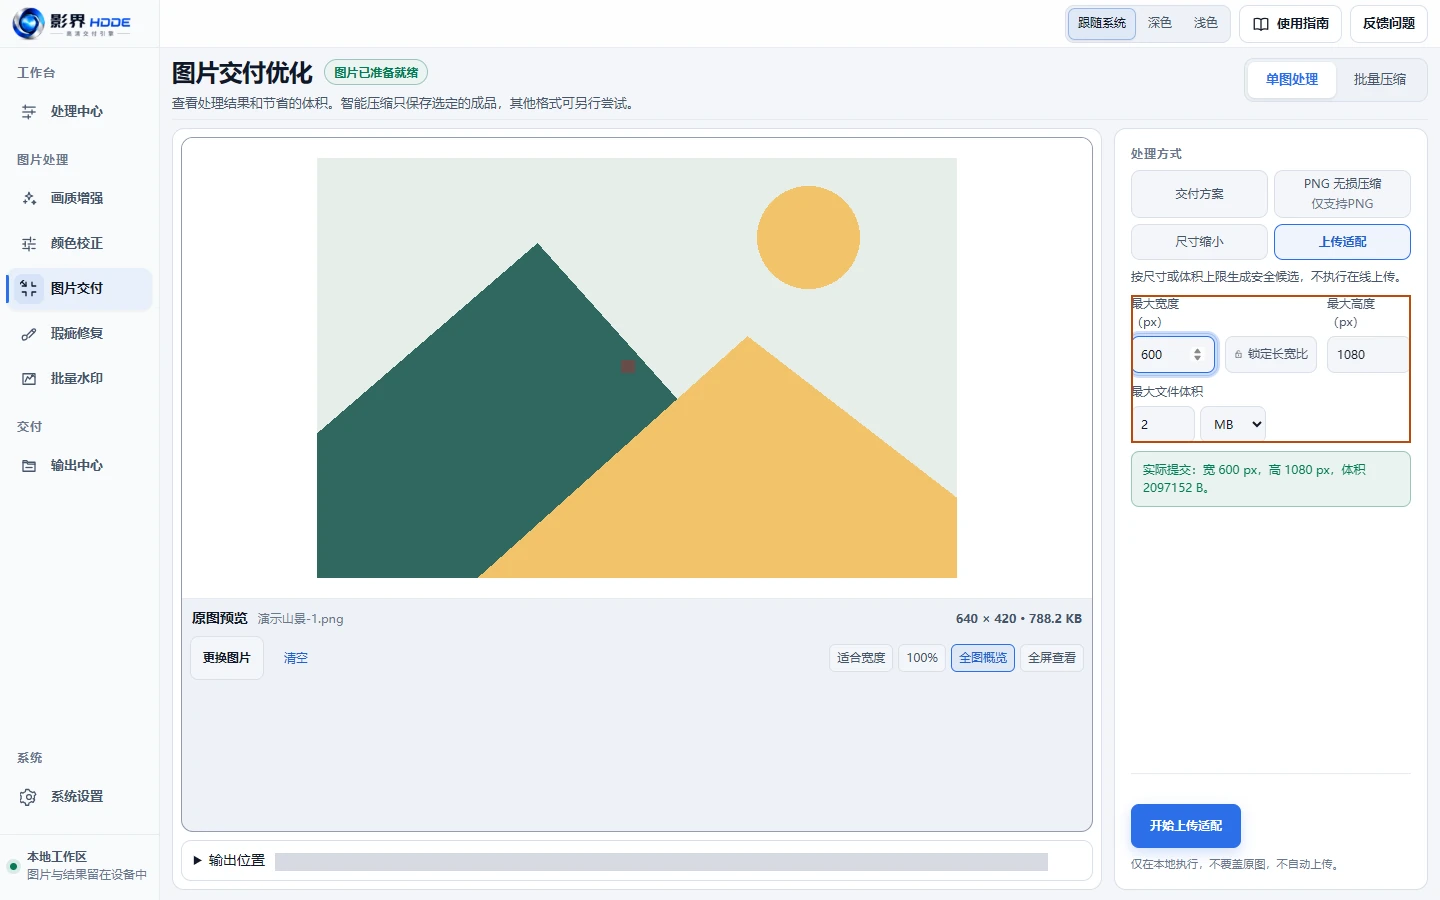 影界 HDDE
高清交付引擎
跟随系统
深色
浅色
使用指南
反馈问题
工作台
处理中心
图片处理
画质增强
颜色校正
图片交付
瑕疵修复
批量水印
交付
输出中心
系统
系统设置
本地工作区
图片与结果留在设备中
图片交付优化
图片已准备就绪
查看处理结果和节省的体积。智能压缩只保存选定的成品，其他格式可另行尝试。
单图处理
批量压缩
原图预览 演示山景-1.png
640 × 420 • 788.2 KB
更换图片
清空
适合宽度
100%
全图概览
全屏查看
▶ 输出位置
处理方式
交付方案
PNG 无损压缩
仅支持PNG
尺寸缩小
上传适配
按尺寸或体积上限生成安全候选，不执行在线上传。
最大宽度
（px）
600
锁定长宽比
最大高度
（px）
1080
最大文件体积
2
MB
实际提交：宽 600 px，高 1080 px，体积
2097152 B。
开始上传适配
仅在本地执行，不覆盖原图，不自动上传。